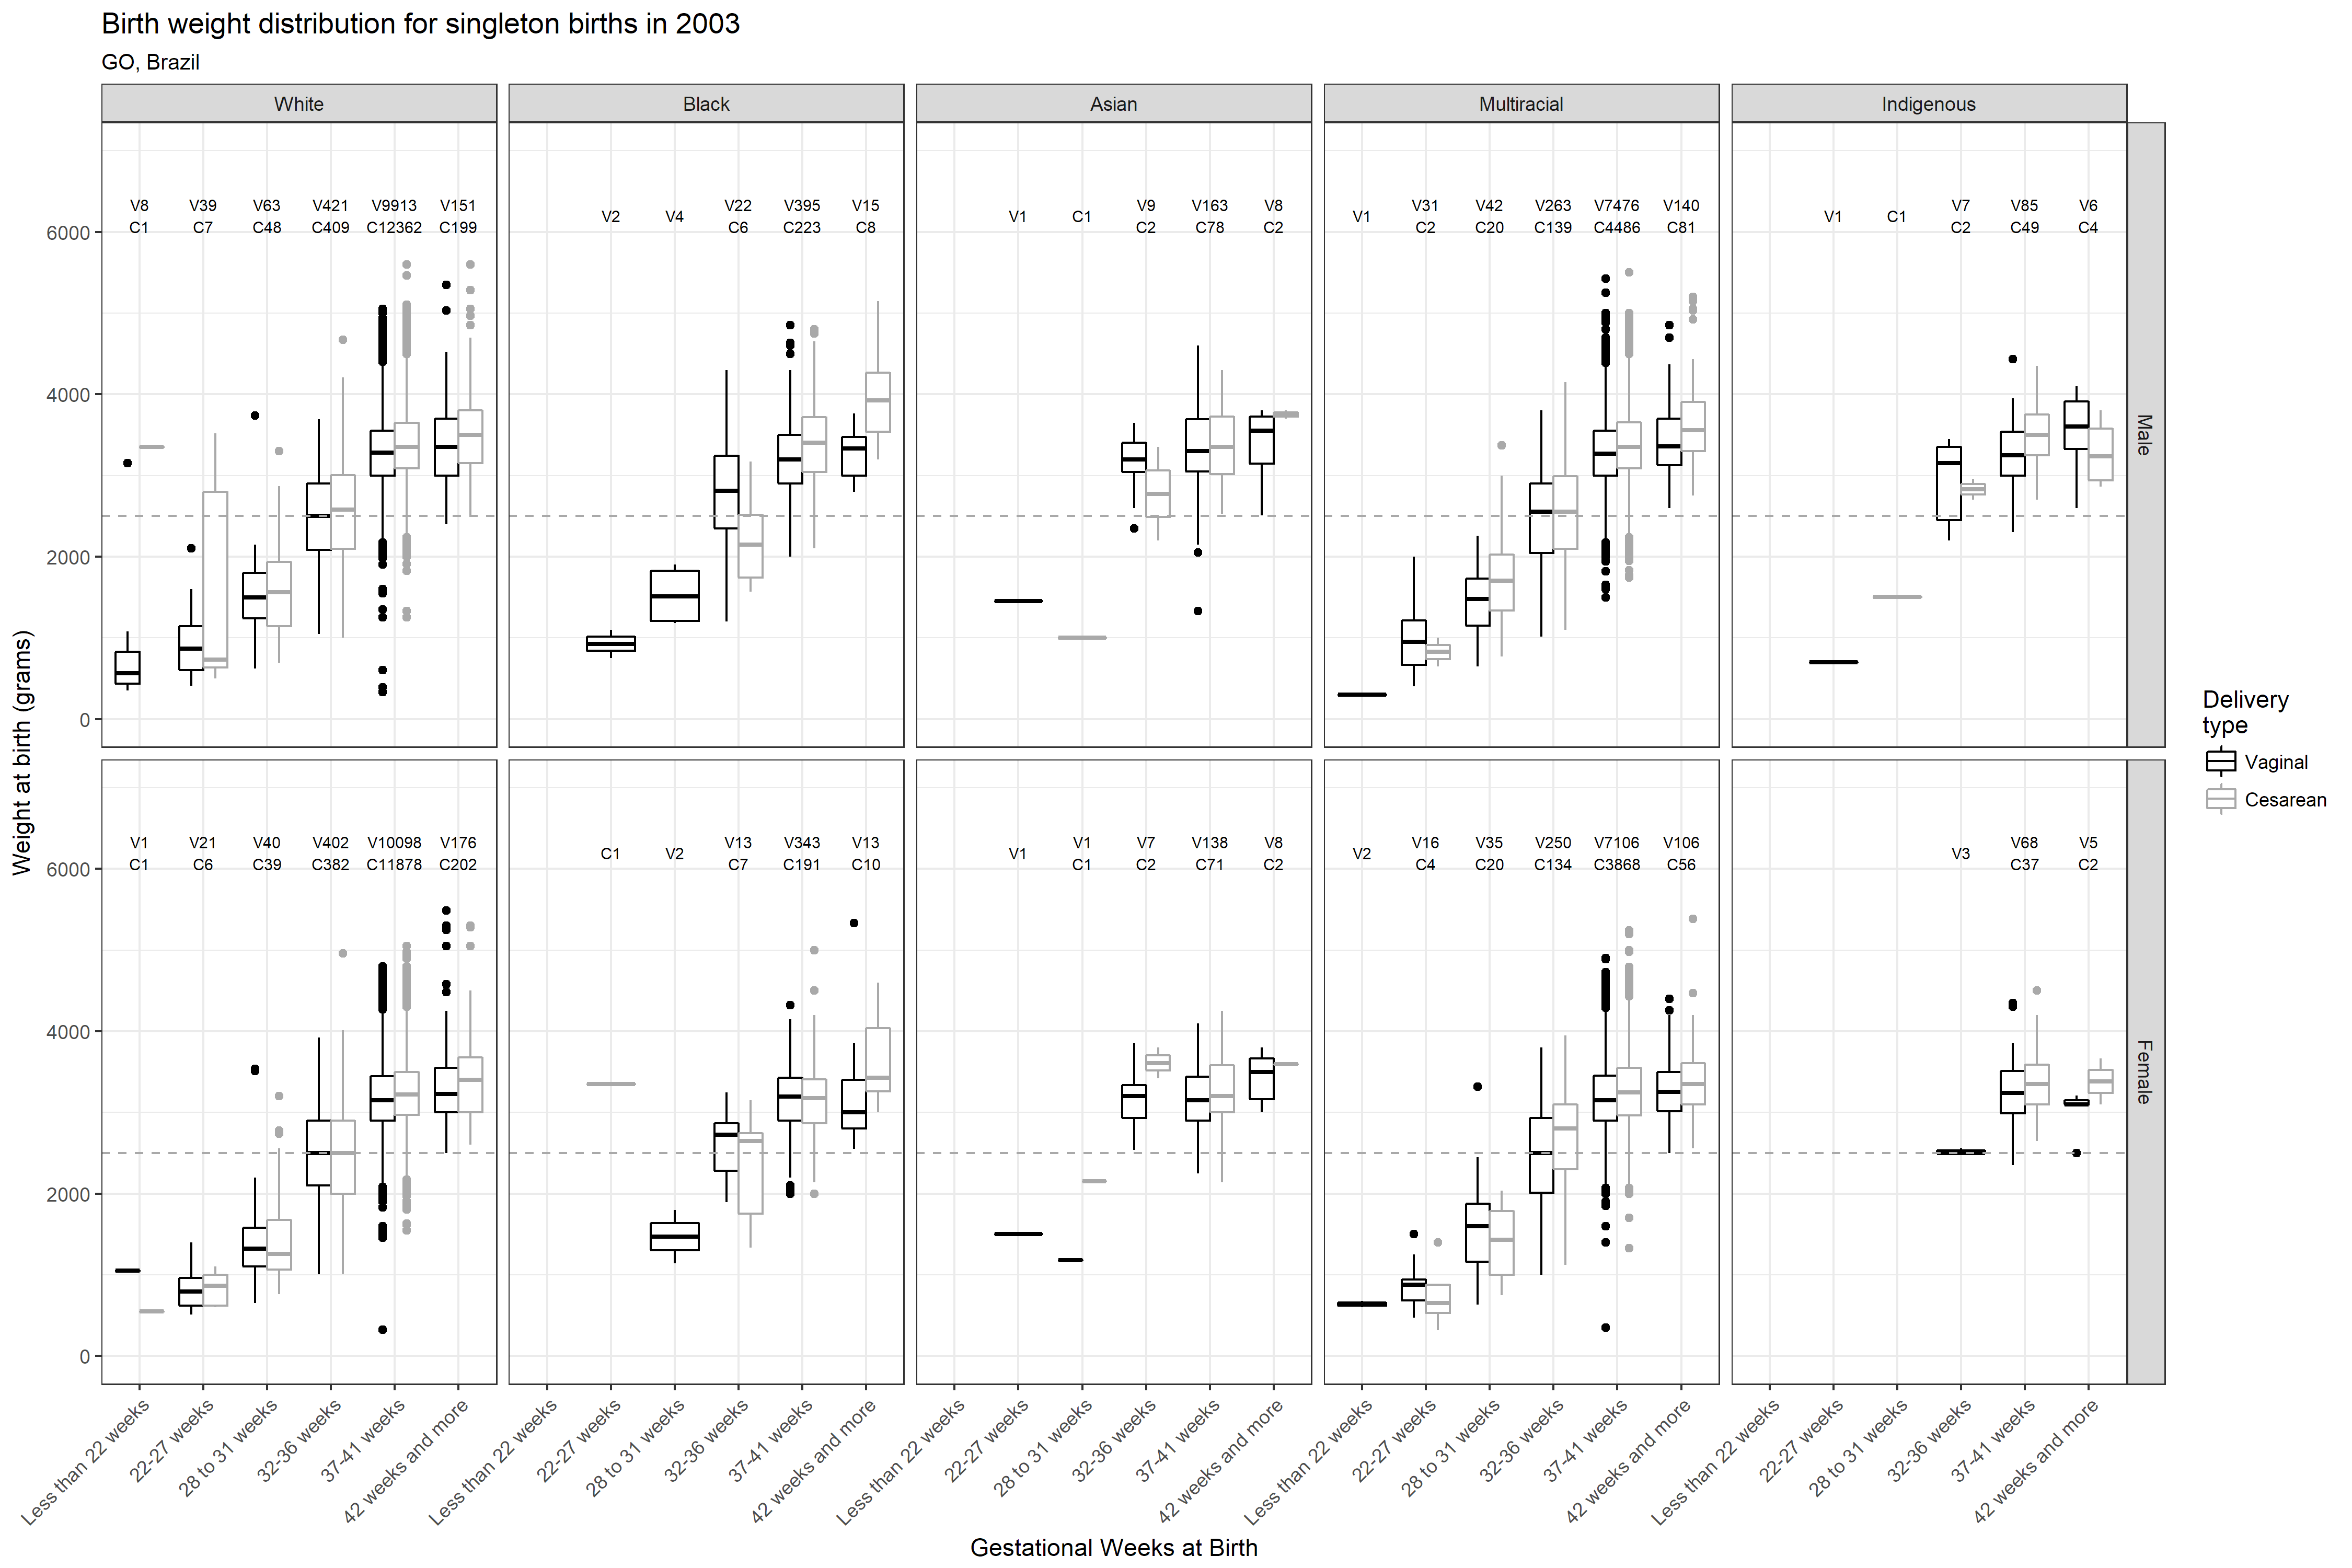 Birth weight distribution for singleton births in 2003
GO, Brazil
White
Black
Asian
Multiracial
Indigenous
V8 V39 V63 V421 V9913 V151
C1 C7 C48 C409 C12362 C199
V2 V4 V22 V395 V15
C6 C223 C8
V1 C1 V9 V163 V8
C2 C78 C2
V1 V31 V42 V263 V7476 V140
C2 C20 C139 C4486 C81
V1 C1 V7 V85 V6
C2 C49 C4
6000
4000
2000
0
Male
V1 V21 V40 V402 V10098 V176
C1 C6 C39 C382 C11878 C202
C1 V2 V13 V343 V13
C7 C191 C10
V1 V1 V7 V138 V8
C1 C2 C71 C2
V2 V16 V35 V250 V7106 V106
C4 C20 C134 C3868 C56
V3 V68 V5
C37 C2
6000
4000
2000
0
Female
Weight at birth (grams)
Less than 22 weeks
22-27 weeks
28 to 31 weeks
32-36 weeks
37-41 weeks
42 weeks and more
Less than 22 weeks
22-27 weeks
28 to 31 weeks
32-36 weeks
37-41 weeks
42 weeks and more
Less than 22 weeks
22-27 weeks
28 to 31 weeks
32-36 weeks
37-41 weeks
42 weeks and more
Less than 22 weeks
22-27 weeks
28 to 31 weeks
32-36 weeks
37-41 weeks
42 weeks and more
Less than 22 weeks
22-27 weeks
28 to 31 weeks
32-36 weeks
37-41 weeks
42 weeks and more
Gestational Weeks at Birth
Delivery
type
Vaginal
Cesarean